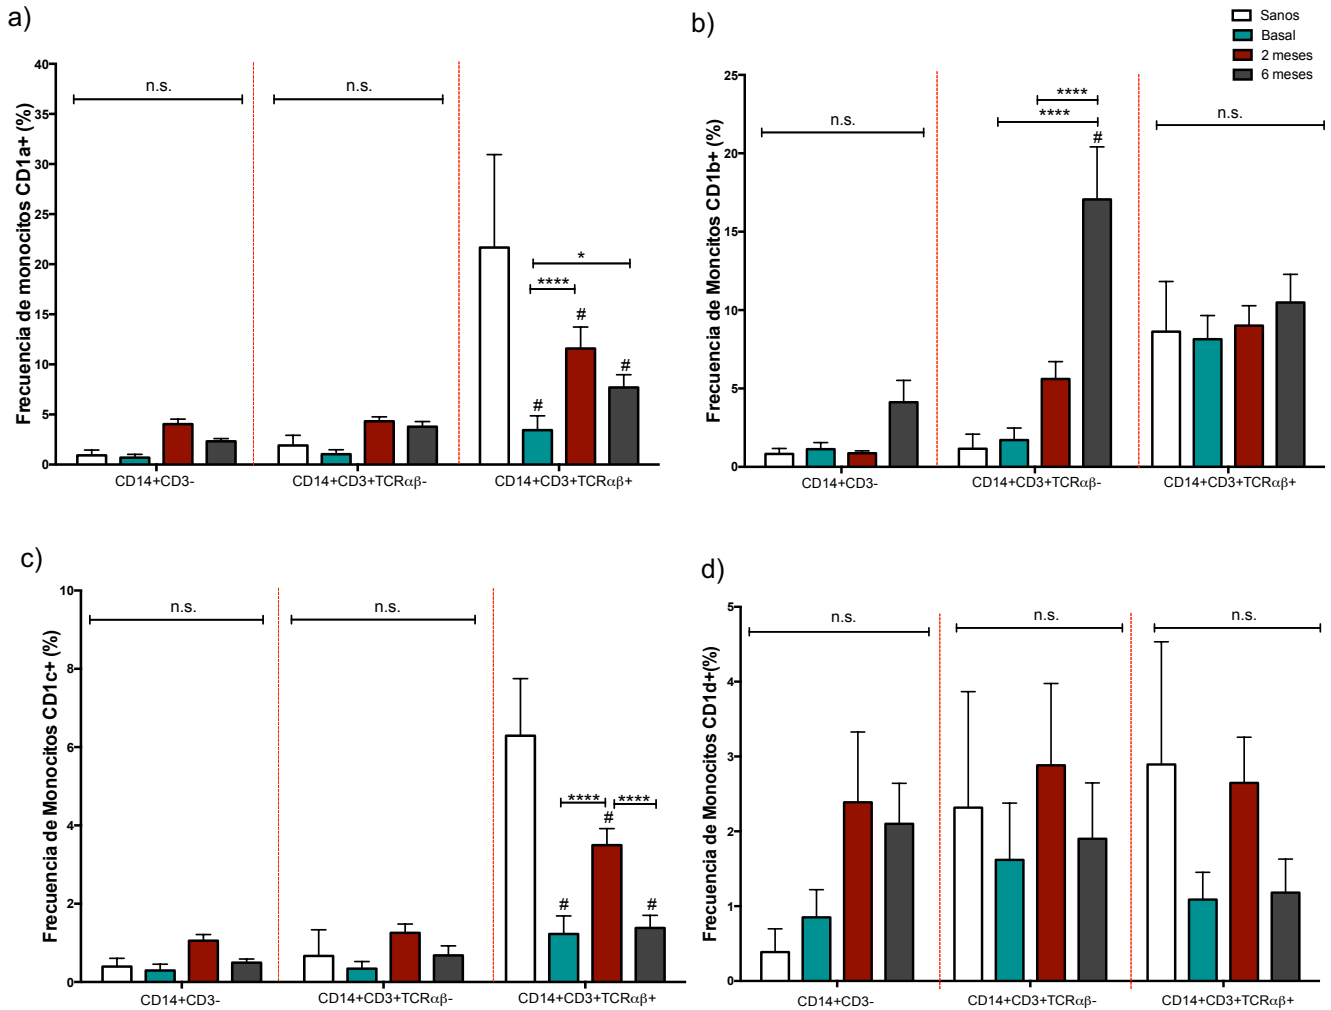 a)
Frecuencia de monocitos CD1a+ (%)
40
35
30
25
20
15
10
5
0
n.s.
n.s.
*
****
#
#
#
CD14+CD3-
CD14+CD3+TCRαβ-
CD14+CD3+TCRαβ+
b)
Sanos
Basal
2 meses
6 meses
Frecuencia de Moncitos CD1b+ (%)
25
20
15
10
5
0
n.s.
****
****
#
n.s.
CD14+CD3-
CD14+CD3+TCRαβ-
CD14+CD3+TCRαβ+
c)
Frecuencia de Monocitos CD1c+ (%)
10
8
6
4
2
0
n.s.
n.s.
****
****
#
#
#
CD14+CD3-
CD14+CD3+TCRαβ-
CD14+CD3+TCRαβ+
d)
Frecuencia de Monocitos CD1d+(%)
5
4
3
2
1
0
n.s.
n.s.
n.s.
CD14+CD3-
CD14+CD3+TCRαβ-
CD14+CD3+TCRαβ+